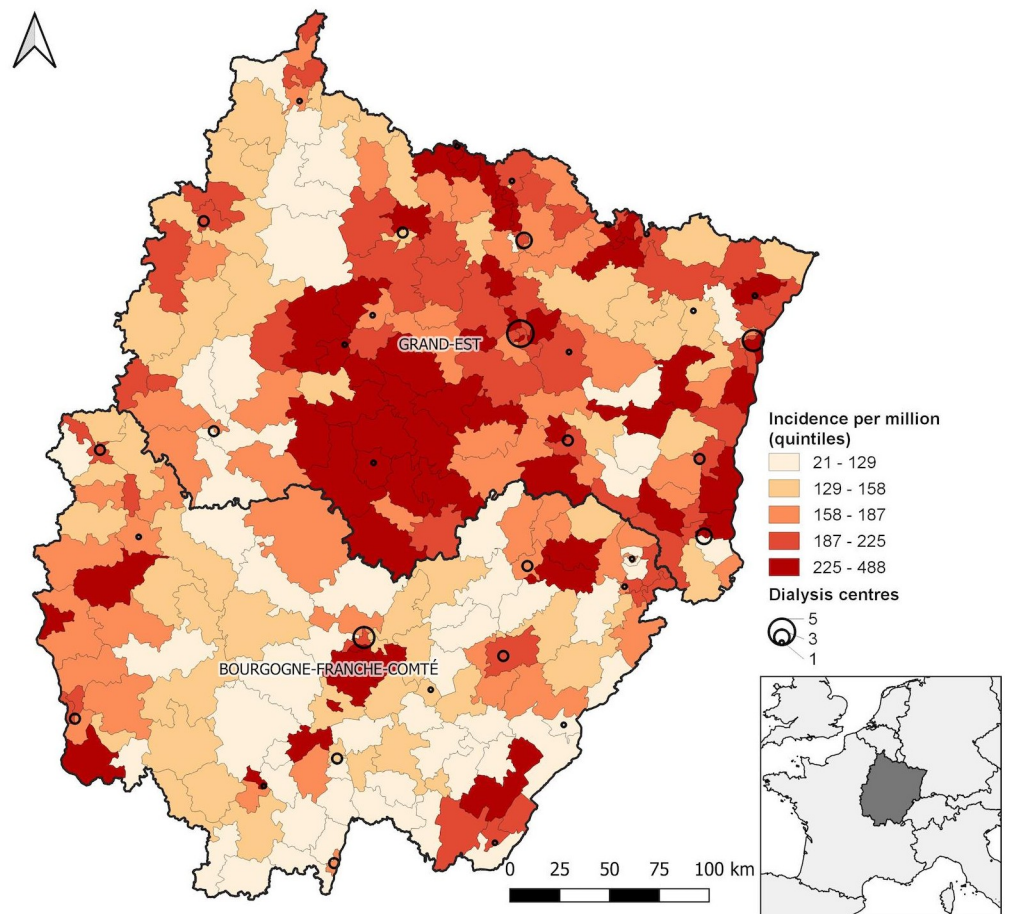 GRAND-EST
Incidence per million
(quintiles)
21 - 129
129 - 158
158 - 187
187 - 225
225 - 488
Dialysis centres
5
3
1
BOURGOGNE-FRANCHE-COMTÉ
0 25 50 75 100 km